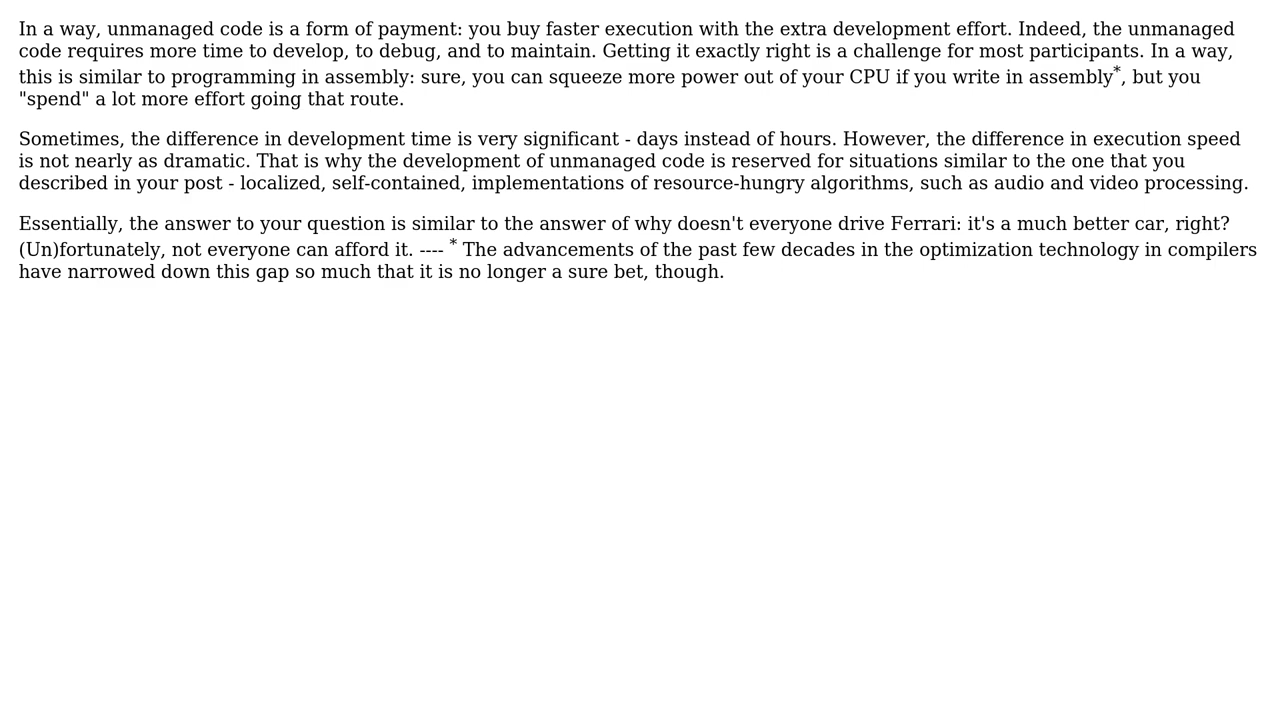 In a way, unmanaged code is a form of payment: you buy faster execution with the extra development effort. Indeed, the unmanaged
code requires more time to develop, to debug, and to maintain. Getting it exactly right is a challenge for most participants. In a way,
this is similar to programming in assembly: sure, you can squeeze more power out of your CPU if you write in assembly*, but you
"spend" a lot more effort going that route.
Sometimes, the difference in development time is very significant - days instead of hours. However, the difference in execution speed
is not nearly as dramatic. That is why the development of unmanaged code is reserved for situations similar to the one that you
described in your post - localized, self-contained, implementations of resource-hungry algorithms, such as audio and video processing.
Essentially, the answer to your question is similar to the answer of why doesn't everyone drive Ferrari: it's a much better car, right?
(Un)fortunately, not everyone can afford it. ---- * The advancements of the past few decades in the optimization technology in compilers
have narrowed down this gap so much that it is no longer a sure bet, though.